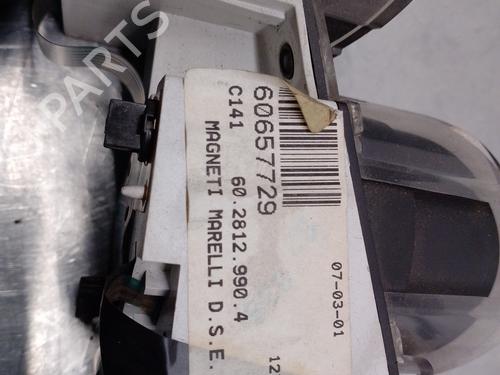 60657729
C141 60.2812.990.4
MAGNETI MARELLI D.S.E.
07-03-01
12
B-PARTS